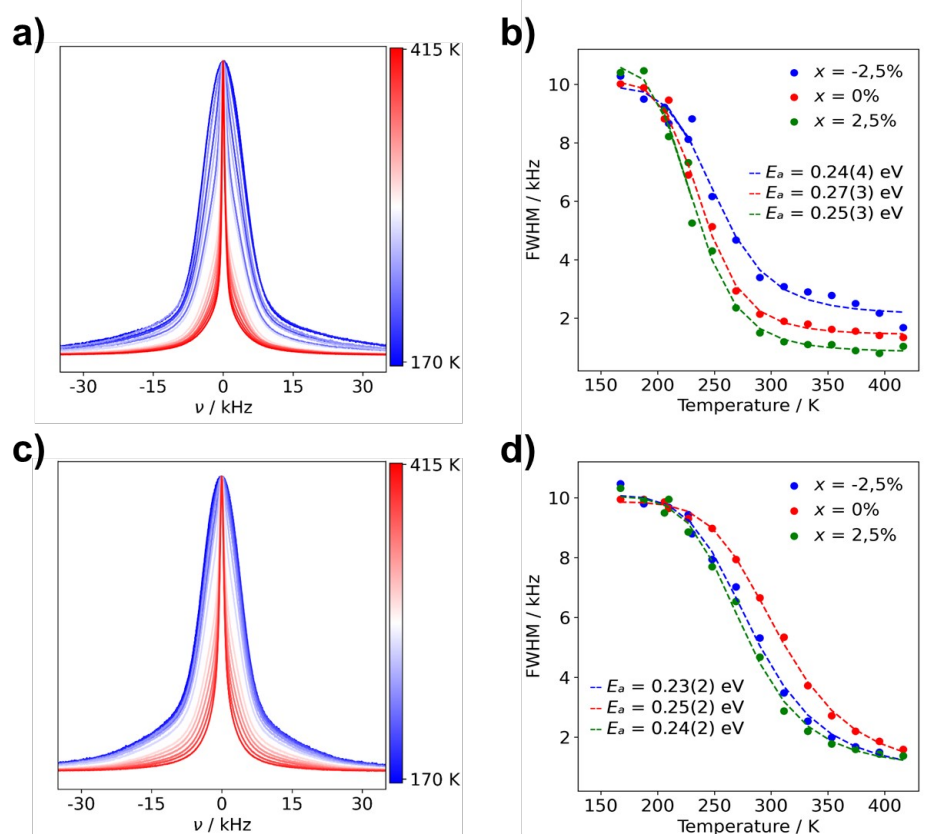 a)
415 K
170 K
-30 -15 0 15 30
ν / kHz
b)
FWHM / kHz
10
8
6
4
2
x = -2,5%
x = 0%
x = 2,5%
Eₐ = 0.24(4) eV
Eₐ = 0.27(3) eV
Eₐ = 0.25(3) eV
150 200 250 300 350 400
Temperature / K
c)
415 K
170 K
-30 -15 0 15 30
ν / kHz
d)
FWHM / kHz
10
8
6
4
2
x = -2,5%
x = 0%
x = 2,5%
Eₐ = 0.23(2) eV
Eₐ = 0.25(2) eV
Eₐ = 0.24(2) eV
150 200 250 300 350 400
Temperature / K